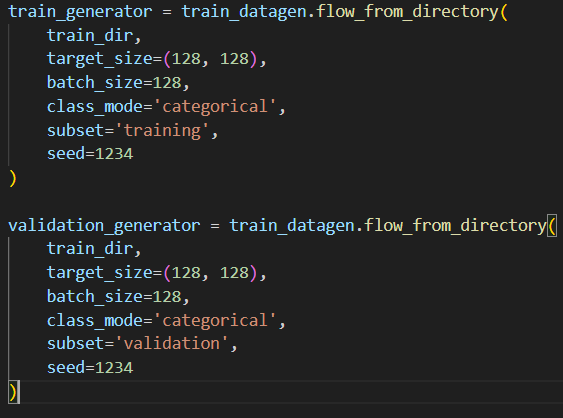 train_generator = train_datagen.flow_from_directory(
    train_dir,
    target_size=(128, 128),
    batch_size=128,
    class_mode='categorical',
    subset='training',
    seed=1234
)

validation_generator = train_datagen.flow_from_directory(
    train_dir,
    target_size=(128, 128),
    batch_size=128,
    class_mode='categorical',
    subset='validation',
    seed=1234
)